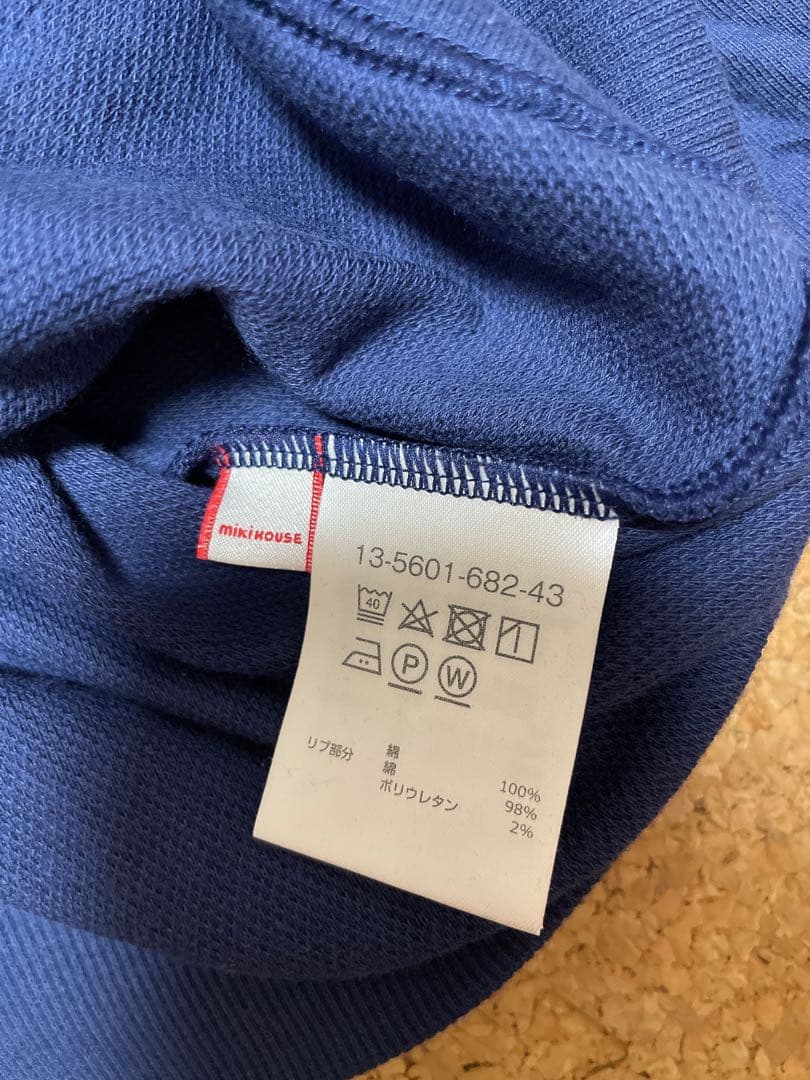 mikiHOUSE
13-5601-682-43
40
P W
綿 100%
リブ部分 綿 98%
ポリウレタン 2%